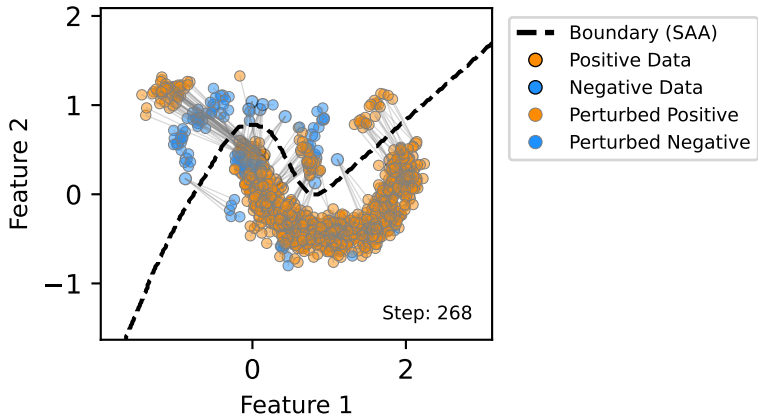 2
1
0
−1
Feature 2
0
2
Feature 1
Step: 268
Boundary (SAA)
Positive Data
Negative Data
Perturbed Positive
Perturbed Negative